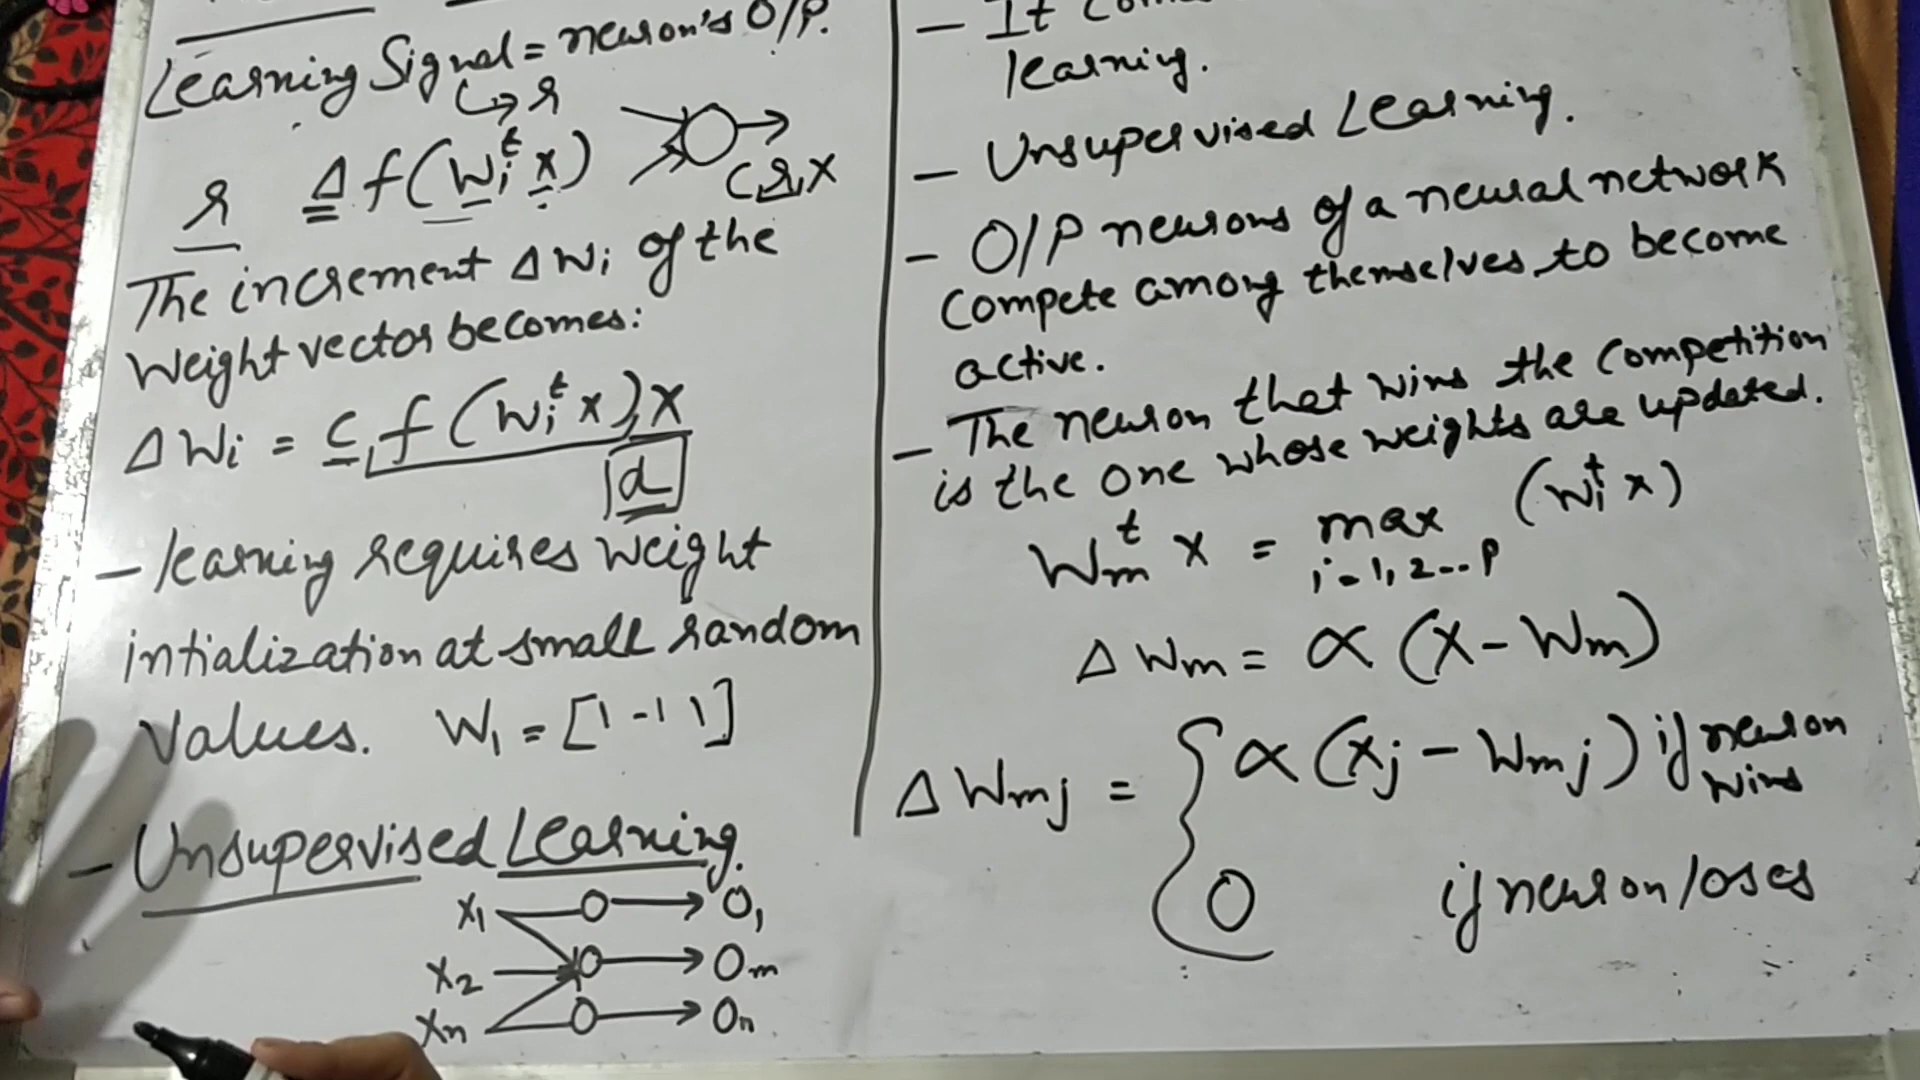 Learning Signal = neuron's O/P.
↳ r
r ≜ f(Wiᵗ x)
C, r, X
The increment ΔWi of the
Weight vector becomes:
ΔWi = C, f(Wiᵗ x), X
d
- learning requires weight
intialization at small random
Values. W₁ = [1 -1 1]
- Unsupervised Learning.
X₁ O₁
X₂ Om
Xn On
- It
learning.
- Unsupervised Learning.
- O/P neurons of a neural network
Compete among themselves to become
active.
- The neuron that wins the Competition
is the one whose weights are updated.
Wmᵗ X = max (Wiᵗ x)
i=1,2...p
ΔWm = α (X - Wm)
ΔWmj = { α (Xj - Wmj) if neuron
wins
0 if neuron loses